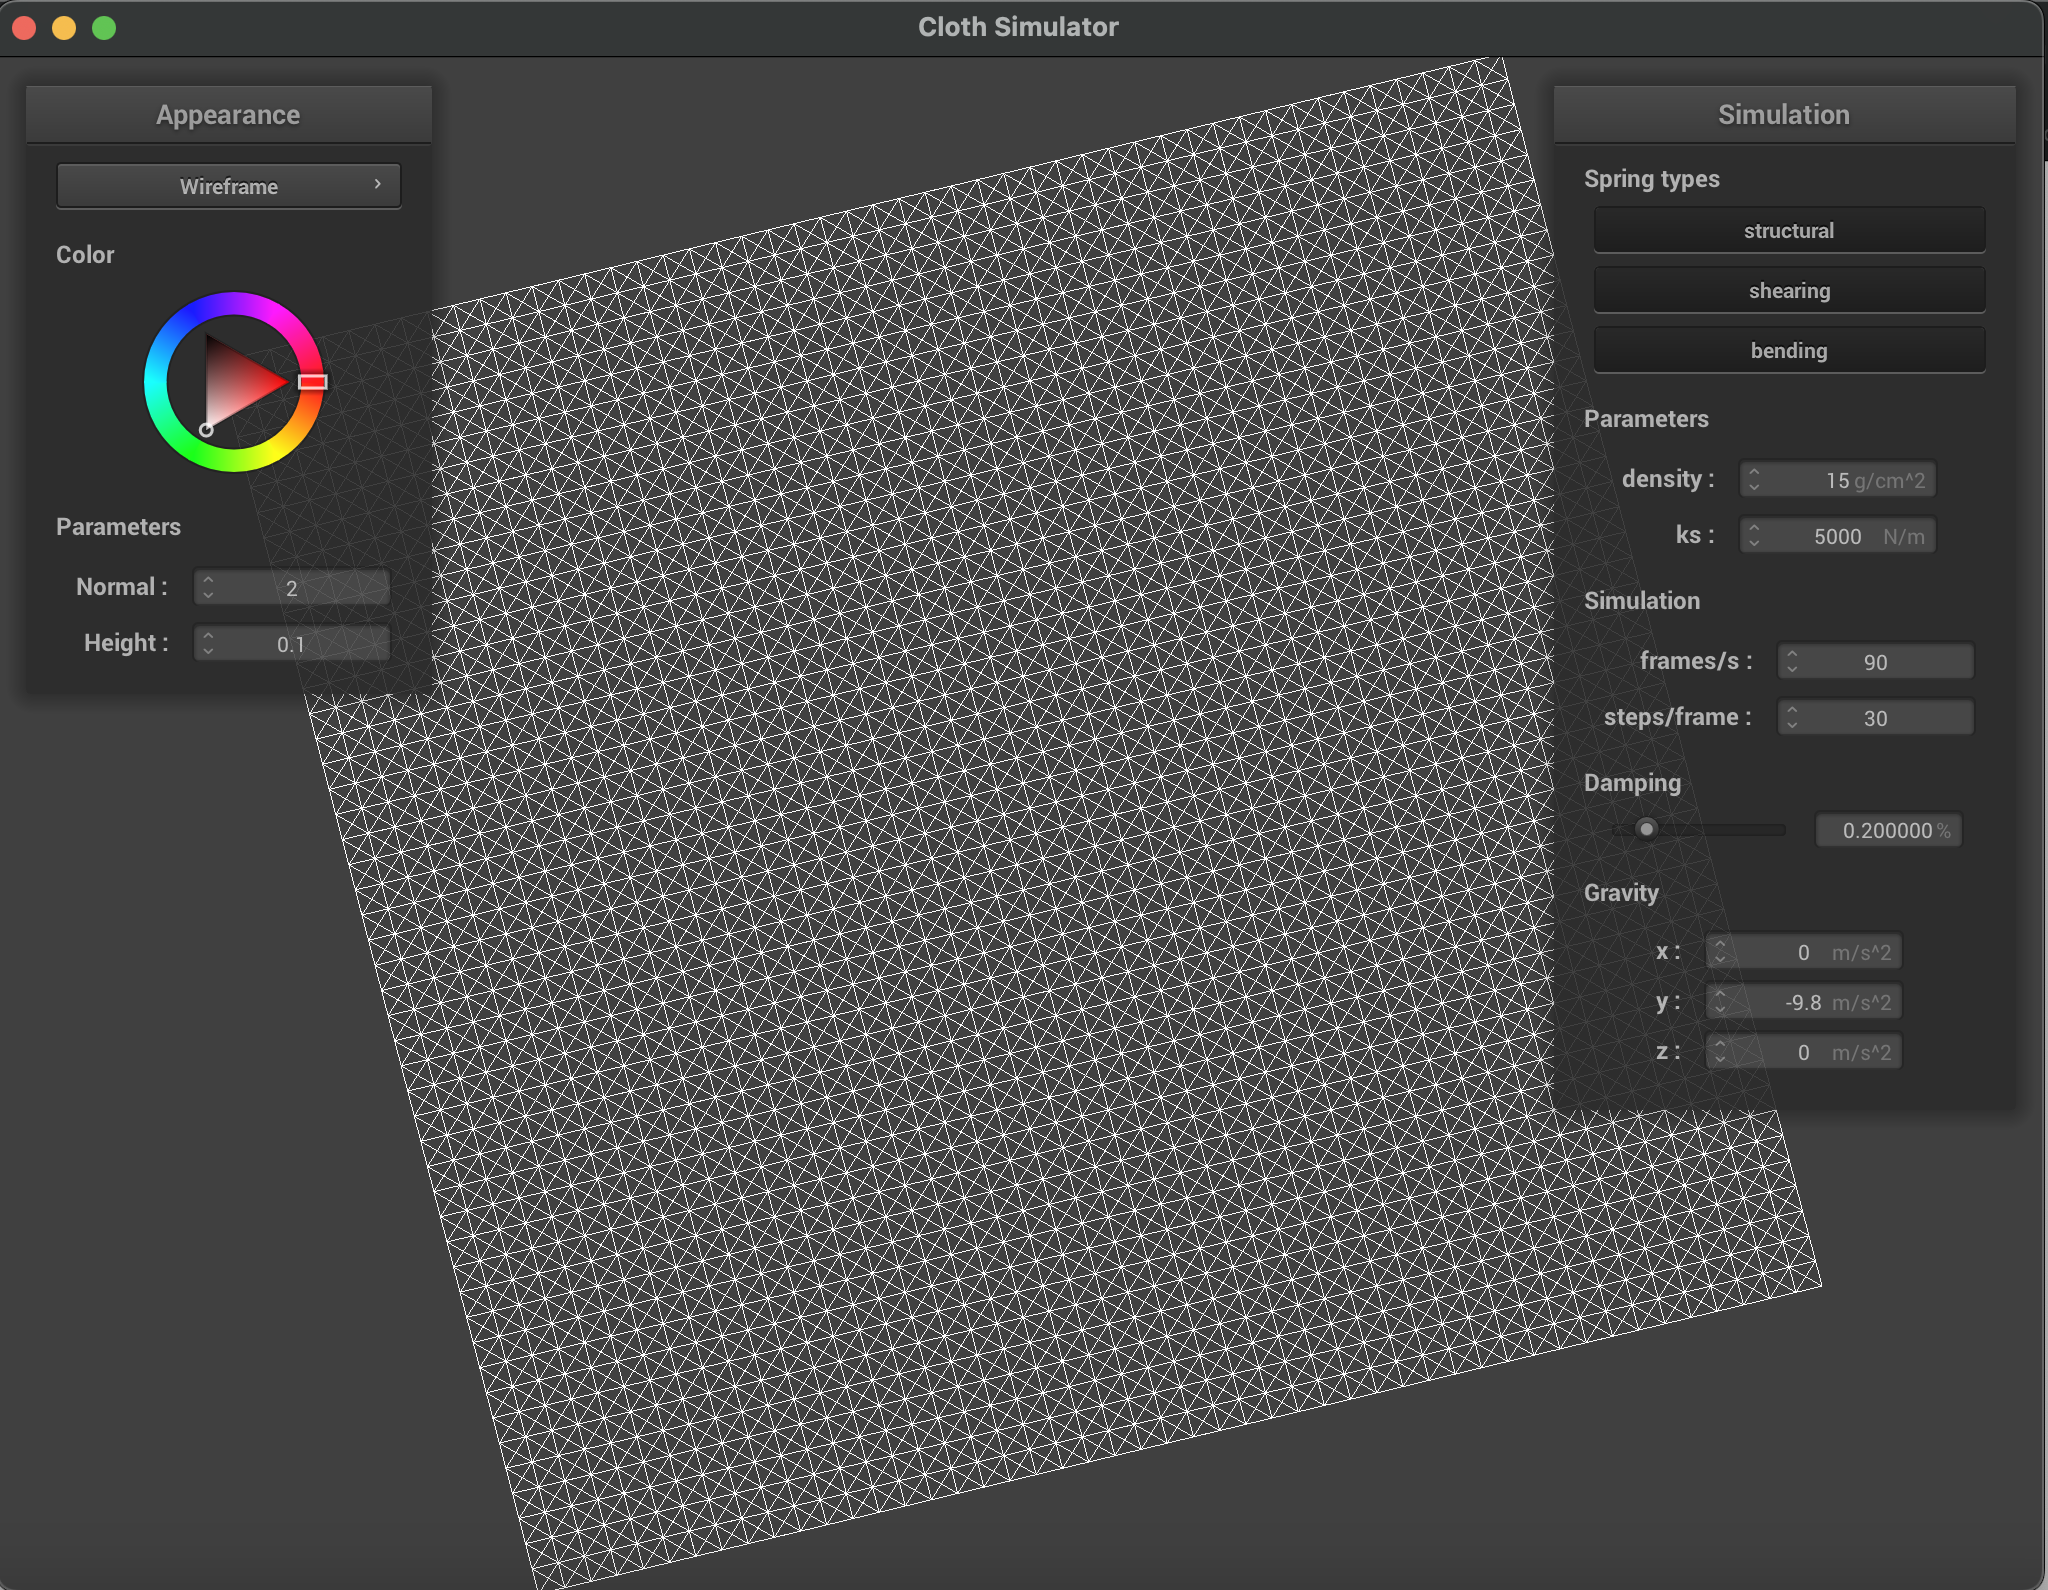 Cloth Simulator
Appearance
Wireframe
Color
Parameters
Normal : 2
Height : 0.1
Simulation
Spring types
structural
shearing
bending
Parameters
density : 15 g/cm^2
ks : 5000 N/m
Simulation
frames/s : 90
steps/frame : 30
Damping
0.200000 %
Gravity
x : 0 m/s^2
y : -9.8 m/s^2
z : 0 m/s^2